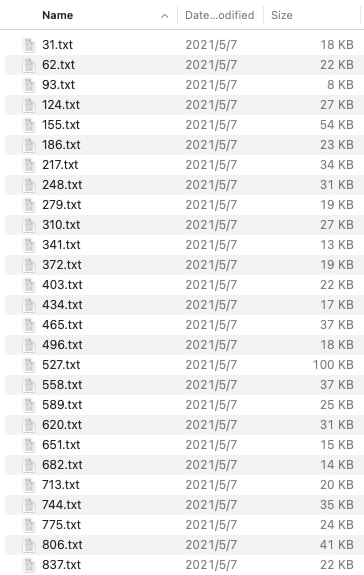 Name Date...odified Size
31.txt 2021/5/7 18 KB
62.txt 2021/5/7 22 KB
93.txt 2021/5/7 8 KB
124.txt 2021/5/7 27 KB
155.txt 2021/5/7 54 KB
186.txt 2021/5/7 23 KB
217.txt 2021/5/7 34 KB
248.txt 2021/5/7 31 KB
279.txt 2021/5/7 19 KB
310.txt 2021/5/7 27 KB
341.txt 2021/5/7 13 KB
372.txt 2021/5/7 19 KB
403.txt 2021/5/7 22 KB
434.txt 2021/5/7 17 KB
465.txt 2021/5/7 37 KB
496.txt 2021/5/7 18 KB
527.txt 2021/5/7 100 KB
558.txt 2021/5/7 37 KB
589.txt 2021/5/7 25 KB
620.txt 2021/5/7 31 KB
651.txt 2021/5/7 15 KB
682.txt 2021/5/7 14 KB
713.txt 2021/5/7 20 KB
744.txt 2021/5/7 35 KB
775.txt 2021/5/7 24 KB
806.txt 2021/5/7 41 KB
837.txt 2021/5/7 22 KB